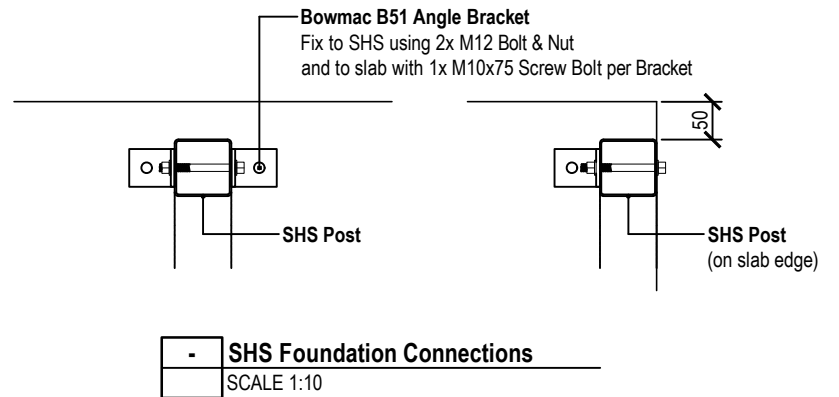 Bowmac B51 Angle Bracket
Fix to SHS using 2x M12 Bolt & Nut
and to slab with 1x M10x75 Screw Bolt per Bracket
50
SHS Post
SHS Post
(on slab edge)
- SHS Foundation Connections
SCALE 1:10